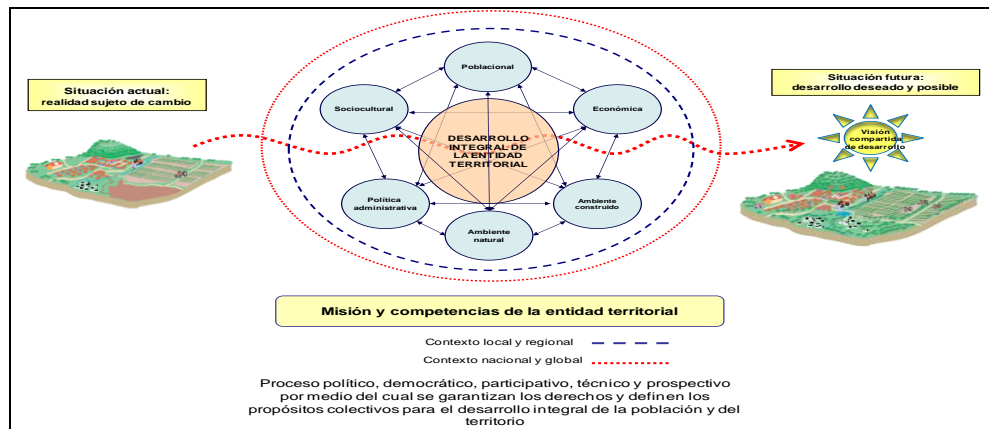 Situación actual:
realidad sujeto de cambio
Poblacional
Sociocultural
Económica
DESARROLLO
INTEGRAL DE
LA ENTIDAD
TERRITORIAL
Política
administrativa
Ambiente
construido
Ambiente
natural
Situación futura:
desarrollo deseado y posible
Visión
compartida
de desarrollo
Misión y competencias de la entidad territorial
Contexto local y regional
Contexto nacional y global
Proceso político, democrático, participativo, técnico y prospectivo
por medio del cual se garantizan los derechos y definen los
propósitos colectivos para el desarrollo integral de la población y del
territorio